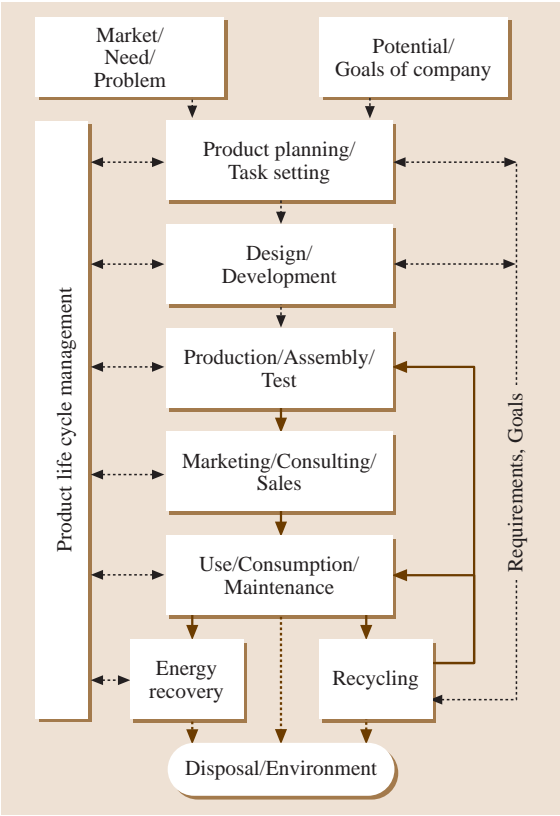 Market/
Need/
Problem
Potential/
Goals of company
Product planning/
Task setting
Design/
Development
Production/Assembly/
Test
Marketing/Consulting/
Sales
Use/Consumption/
Maintenance
Energy
recovery
Recycling
Disposal/Environment
Product life cycle management
Requirements, Goals